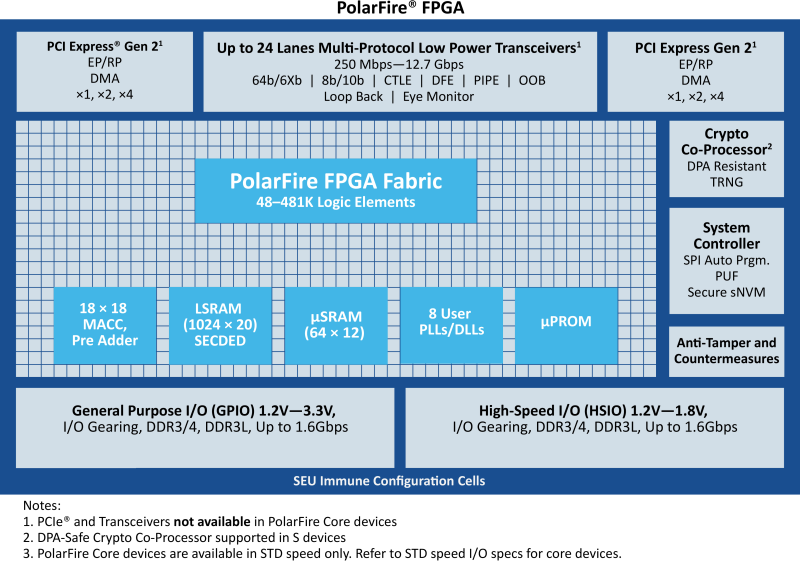 PolarFire® FPGA
PCI Express® Gen 2¹
EP/RP
DMA
×1, ×2, ×4
Up to 24 Lanes Multi-Protocol Low Power Transceivers¹
250 Mbps—12.7 Gbps
64b/6Xb | 8b/10b | CTLE | DFE | PIPE | OOB
Loop Back | Eye Monitor
PCI Express Gen 2¹
EP/RP
DMA
×1, ×2, ×4
PolarFire FPGA Fabric
48–481K Logic Elements
18 × 18
MACC,
Pre Adder
LSRAM
(1024 × 20)
SECDED
µSRAM
(64 × 12)
8 User
PLLs/DLLs
µPROM
Crypto
Co-Processor²
DPA Resistant
TRNG
System
Controller
SPI Auto Prgm.
PUF
Secure sNVM
Anti-Tamper and
Countermeasures
General Purpose I/O (GPIO) 1.2V—3.3V,
I/O Gearing, DDR3/4, DDR3L, Up to 1.6Gbps
High-Speed I/O (HSIO) 1.2V—1.8V,
I/O Gearing, DDR3/4, DDR3L, Up to 1.6Gbps
SEU Immune Configuration Cells
Notes:
1. PCIe® and Transceivers not available in PolarFire Core devices
2. DPA-Safe Crypto Co-Processor supported in S devices
3. PolarFire Core devices are available in STD speed only. Refer to STD speed I/O specs for core devices.